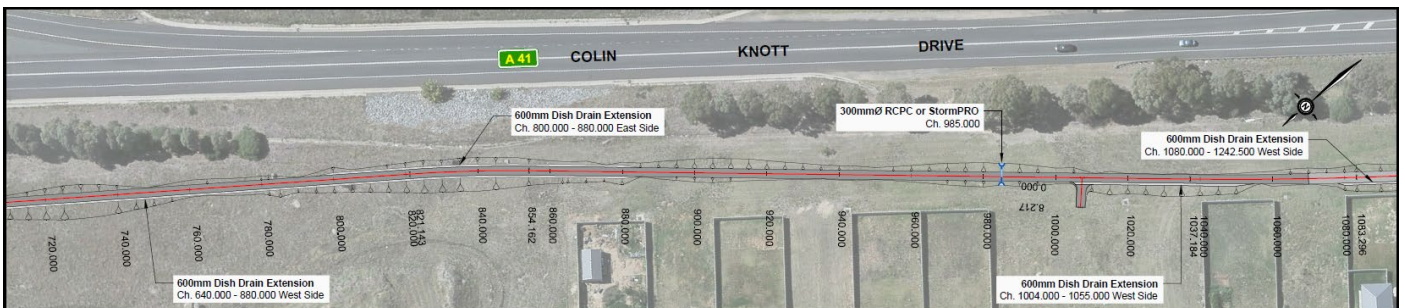 A 41
COLIN
KNOTT
DRIVE
600mm Dish Drain Extension
Ch. 800.000 - 880.000 East Side
300mmØ RCPC or StormPRO
Ch. 985.000
600mm Dish Drain Extension
Ch. 1080.000 - 1242.500 West Side
0.000
8.217
720.000
740.000
760.000
780.000
800.000
820.000
821.143
840.000
854.162
860.000
880.000
900.000
920.000
940.000
960.000
980.000
1000.000
1020.000
1037.184
1040.000
1060.000
1080.000
1083.296
600mm Dish Drain Extension
Ch. 640.000 - 880.000 West Side
600mm Dish Drain Extension
Ch. 1004.000 - 1055.000 West Side